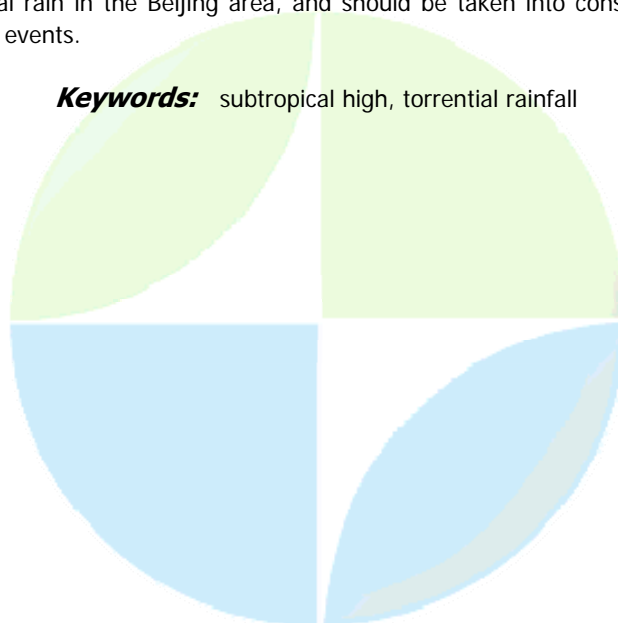 al rain in the Beijing area, and should be taken into cons
events.
Keywords: subtropical high, torrential rainfall